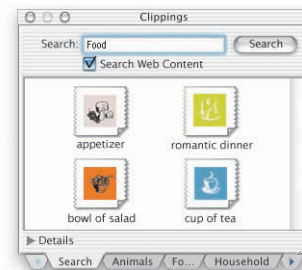 Clippings
Search: Food Search
Search Web Content
appetizer romantic dinner
bowl of salad cup of tea
Details
Search Animals Fo... Household